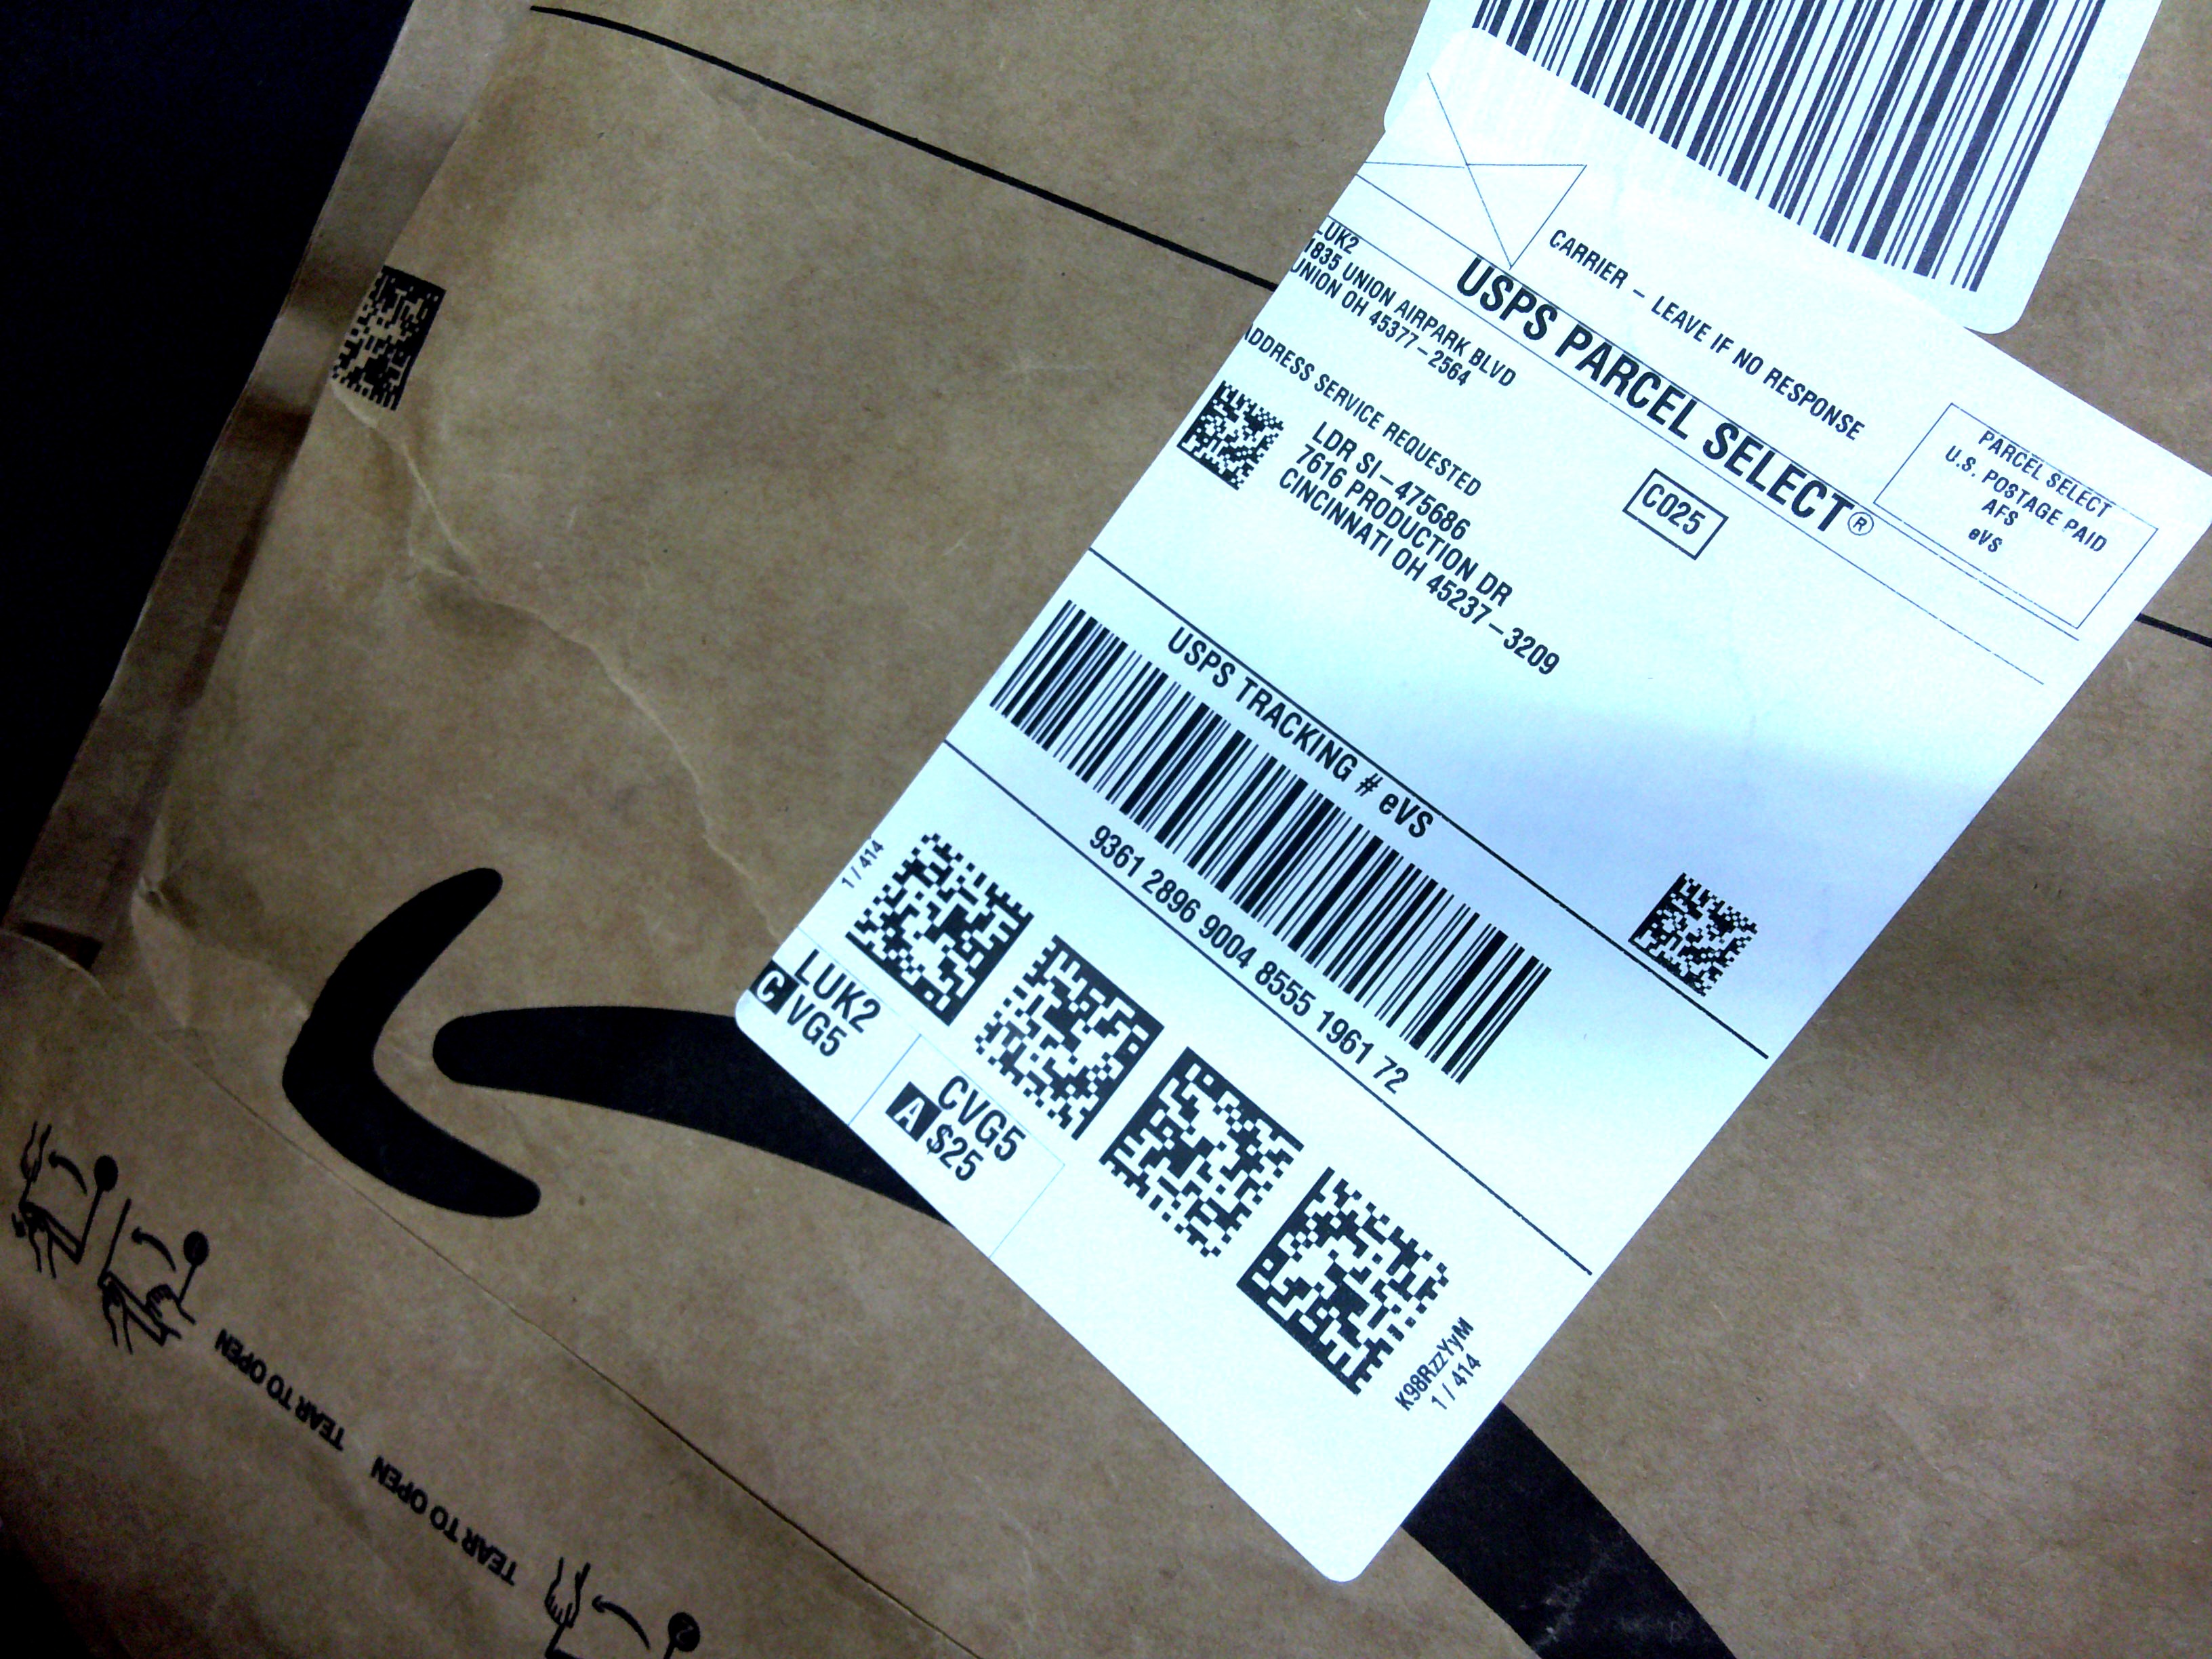 CARRIER – LEAVE IF NO RESPONSE
PARCEL SELECT
U.S. POSTAGE PAID
AFS
eVS
USPS PARCEL SELECT®
LUK2
1835 UNION AIRPARK BLVD
UNION OH 45377–2564
ADDRESS SERVICE REQUESTED
C025
LDR SI–475686
7616 PRODUCTION DR
CINCINNATI OH 45237–3209
USPS TRACKING # eVS
9361 2896 9004 8555 1961 72
1 / 414
LUK2
C VG5
CVG5
A $25
K98RzzYyM
1 / 414
TEAR TO OPEN
TEAR TO OPEN